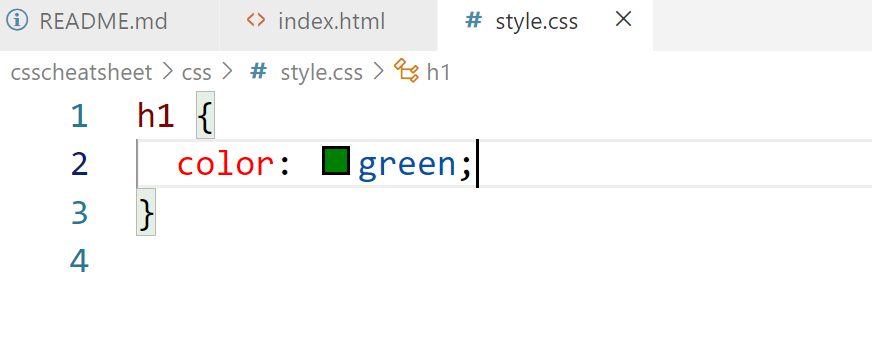 README.md index.html style.css
csscheatsheet > css > # style.css > h1
1 h1 {
2 color: green;
3 }
4